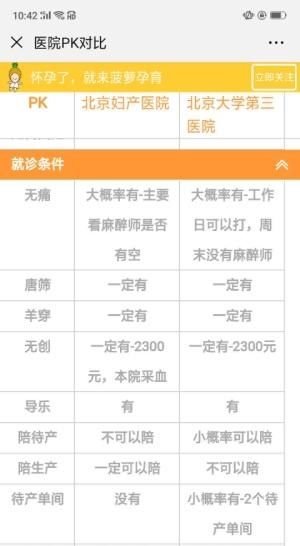 10:42
医院PK对比
怀孕了，就来菠萝孕育
立即关注
PK 北京妇产医院 北京大学第三
医院
就诊条件
无痛 大概率有-主要 大概率有-工作
看麻醉师是否 日可以打，周
有空 末没有麻醉师
唐筛 一定有 一定有
羊穿 一定有 一定有
无创 一定有-2300 一定有-2300元
元，本院采血
导乐 有 有
陪待产 不可以陪 小概率可以陪
陪生产 一定可以陪 不可以陪
待产单间 没有 小概率有-2个待
产单间